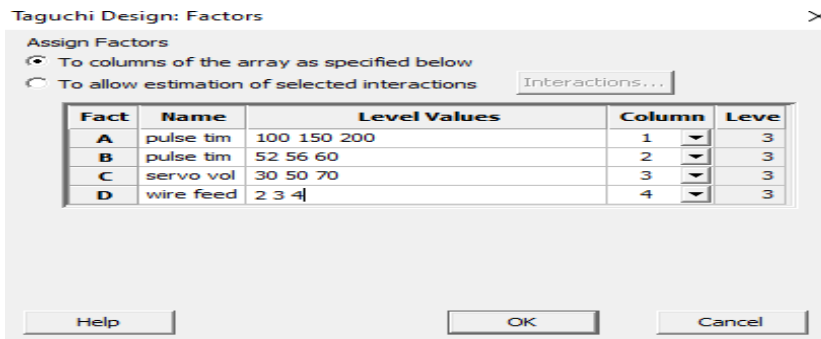 Taguchi Design: Factors
Assign Factors
To columns of the array as specified below
To allow estimation of selected interactions Interactions...
Fact Name Level Values Column Leve
A pulse tim 100 150 200 1 3
B pulse tim 52 56 60 2 3
C servo vol 30 50 70 3 3
D wire feed 2 3 4 4 3
Help OK Cancel